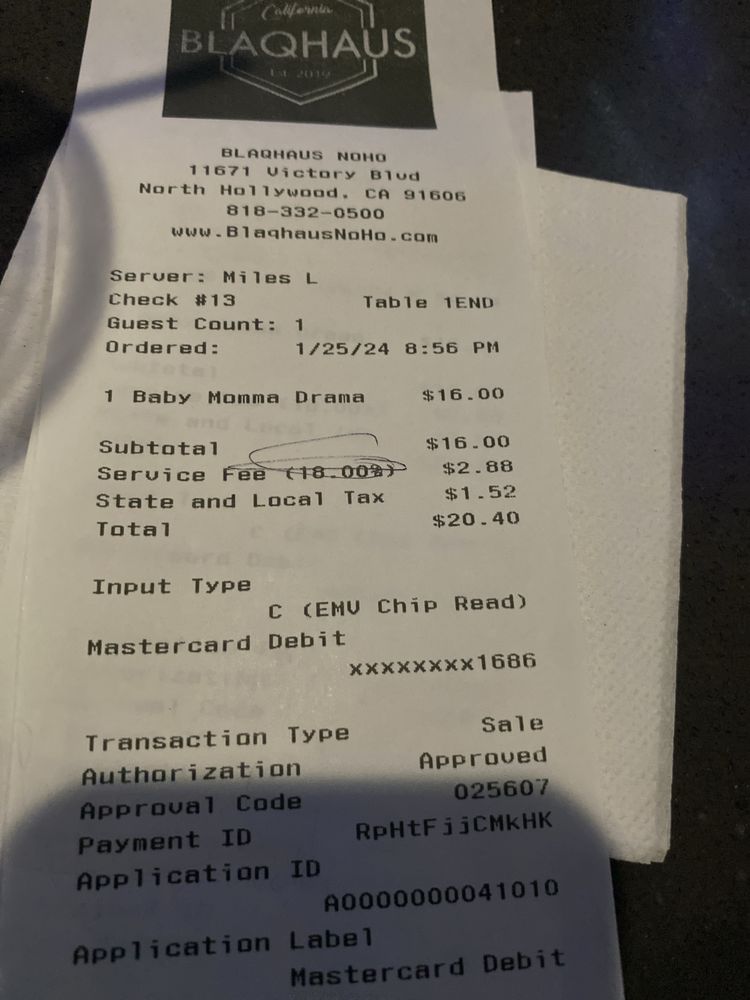 California
BLAQHAUS
Est. 2019
BLAQHAUS NOHO
11671 Victory Blvd
North Hollywood, CA 91606
818-332-0500
www.BlaqhausNoHo.com
Server: Miles L
Check #13 Table 1END
Guest Count: 1
Ordered: 1/25/24 8:56 PM
1 Baby Momma Drama $16.00
Subtotal $16.00
Service Fee (18.00%) $2.88
State and Local Tax $1.52
Total $20.40
Input Type
C (EMV Chip Read)
Mastercard Debit
xxxxxxxx1686
Transaction Type Sale
Authorization Approved
Approval Code 025607
Payment ID RpHtFjjCMkHK
Application ID
A0000000041010
Application Label
Mastercard Debit